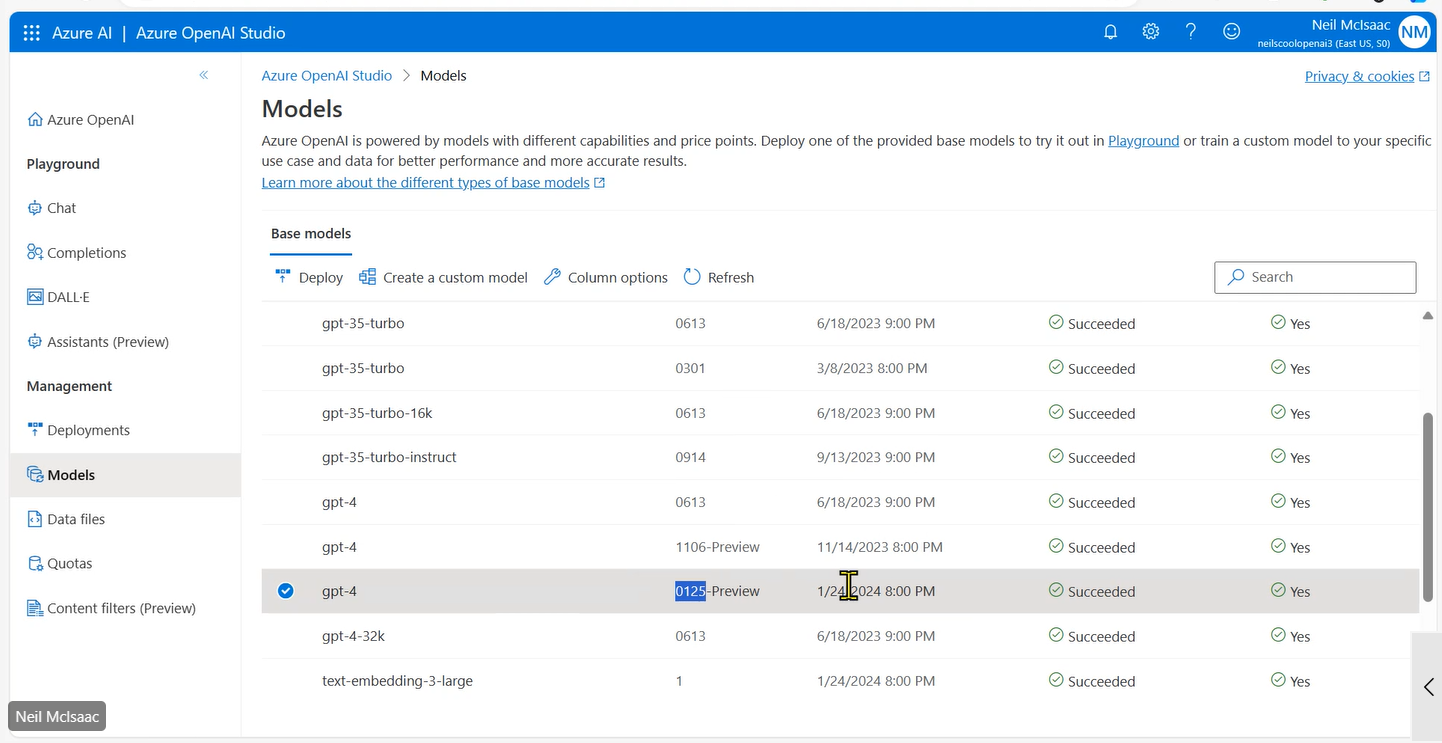 Azure AI | Azure OpenAI Studio
Neil McIsaac
neilscoolopenai3 (East US, S0)
NM
Azure OpenAI
Playground
Chat
Completions
DALL·E
Assistants (Preview)
Management
Deployments
Models
Data files
Quotas
Content filters (Preview)
Azure OpenAI Studio > Models
Privacy & cookies
Models
Azure OpenAI is powered by models with different capabilities and price points. Deploy one of the provided base models to try it out in Playground or train a custom model to your specific
use case and data for better performance and more accurate results.
Learn more about the different types of base models
Base models
Deploy Create a custom model Column options Refresh Search
gpt-35-turbo 0613 6/18/2023 9:00 PM Succeeded Yes
gpt-35-turbo 0301 3/8/2023 8:00 PM Succeeded Yes
gpt-35-turbo-16k 0613 6/18/2023 9:00 PM Succeeded Yes
gpt-35-turbo-instruct 0914 9/13/2023 9:00 PM Succeeded Yes
gpt-4 0613 6/18/2023 9:00 PM Succeeded Yes
gpt-4 1106-Preview 11/14/2023 8:00 PM Succeeded Yes
gpt-4 0125-Preview 1/24/2024 8:00 PM Succeeded Yes
gpt-4-32k 0613 6/18/2023 9:00 PM Succeeded Yes
text-embedding-3-large 1 1/24/2024 8:00 PM Succeeded Yes
Neil McIsaac